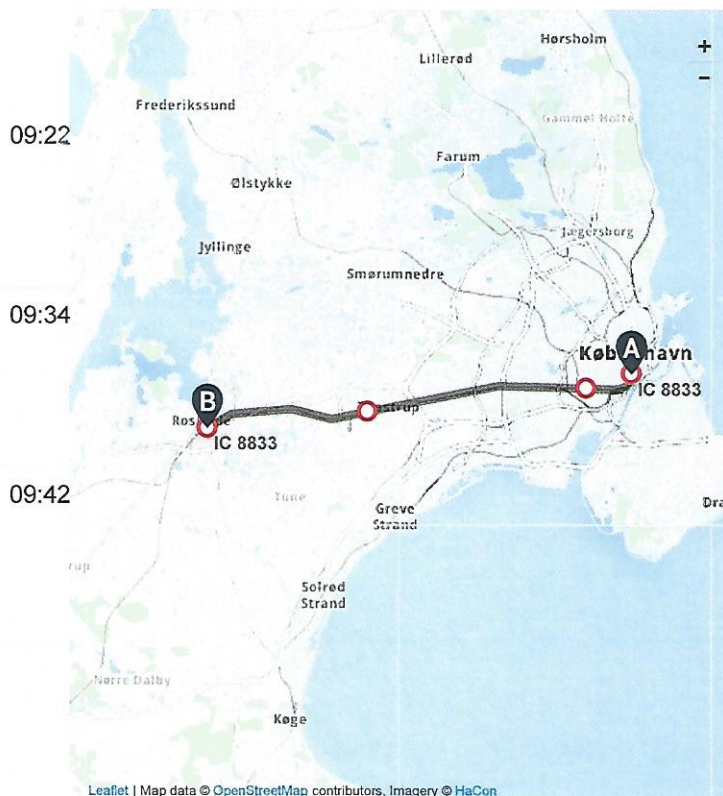 Hørsholm
+
Lillerød
−
Frederikssund
Gammel Holte
09:22
Farum
Ølstykke
Jægersborg
Jyllinge
Smørumnedre
09:34
A
B
IC 8833
IC 8833
09:42
Tune
Greve
Strand
Solrød
Strand
Nørre Dalby
Køge
Leaflet | Map data © OpenStreetMap contributors, Imagery © HaCon